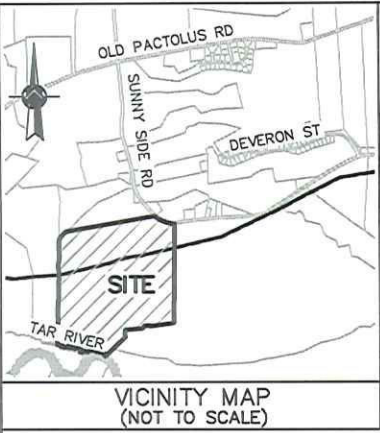 OLD PACTOLUS RD
SUNNY SIDE RD
DEVERON ST
SITE
TAR RIVER
VICINITY MAP
(NOT TO SCALE)